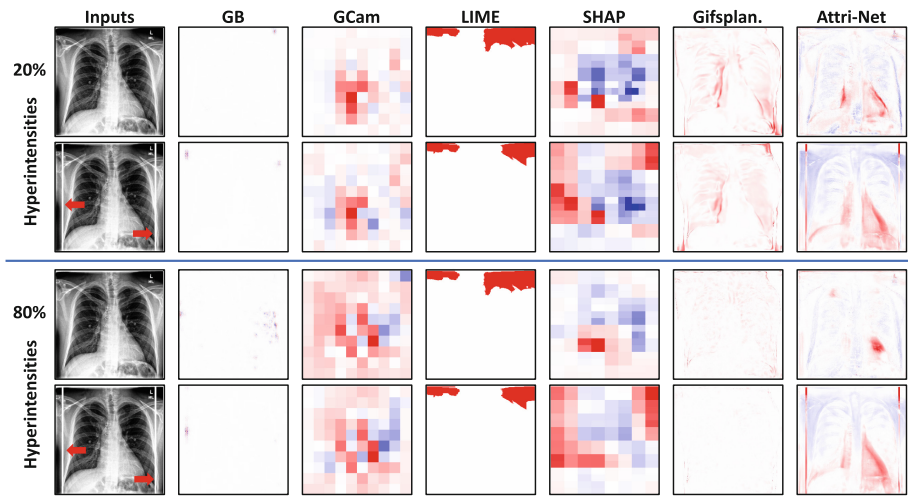 Inputs GB GCam LIME SHAP Gifsplan. Attri-Net
20%
Hyperintensities
L
L
80%
Hyperintensities
L
L